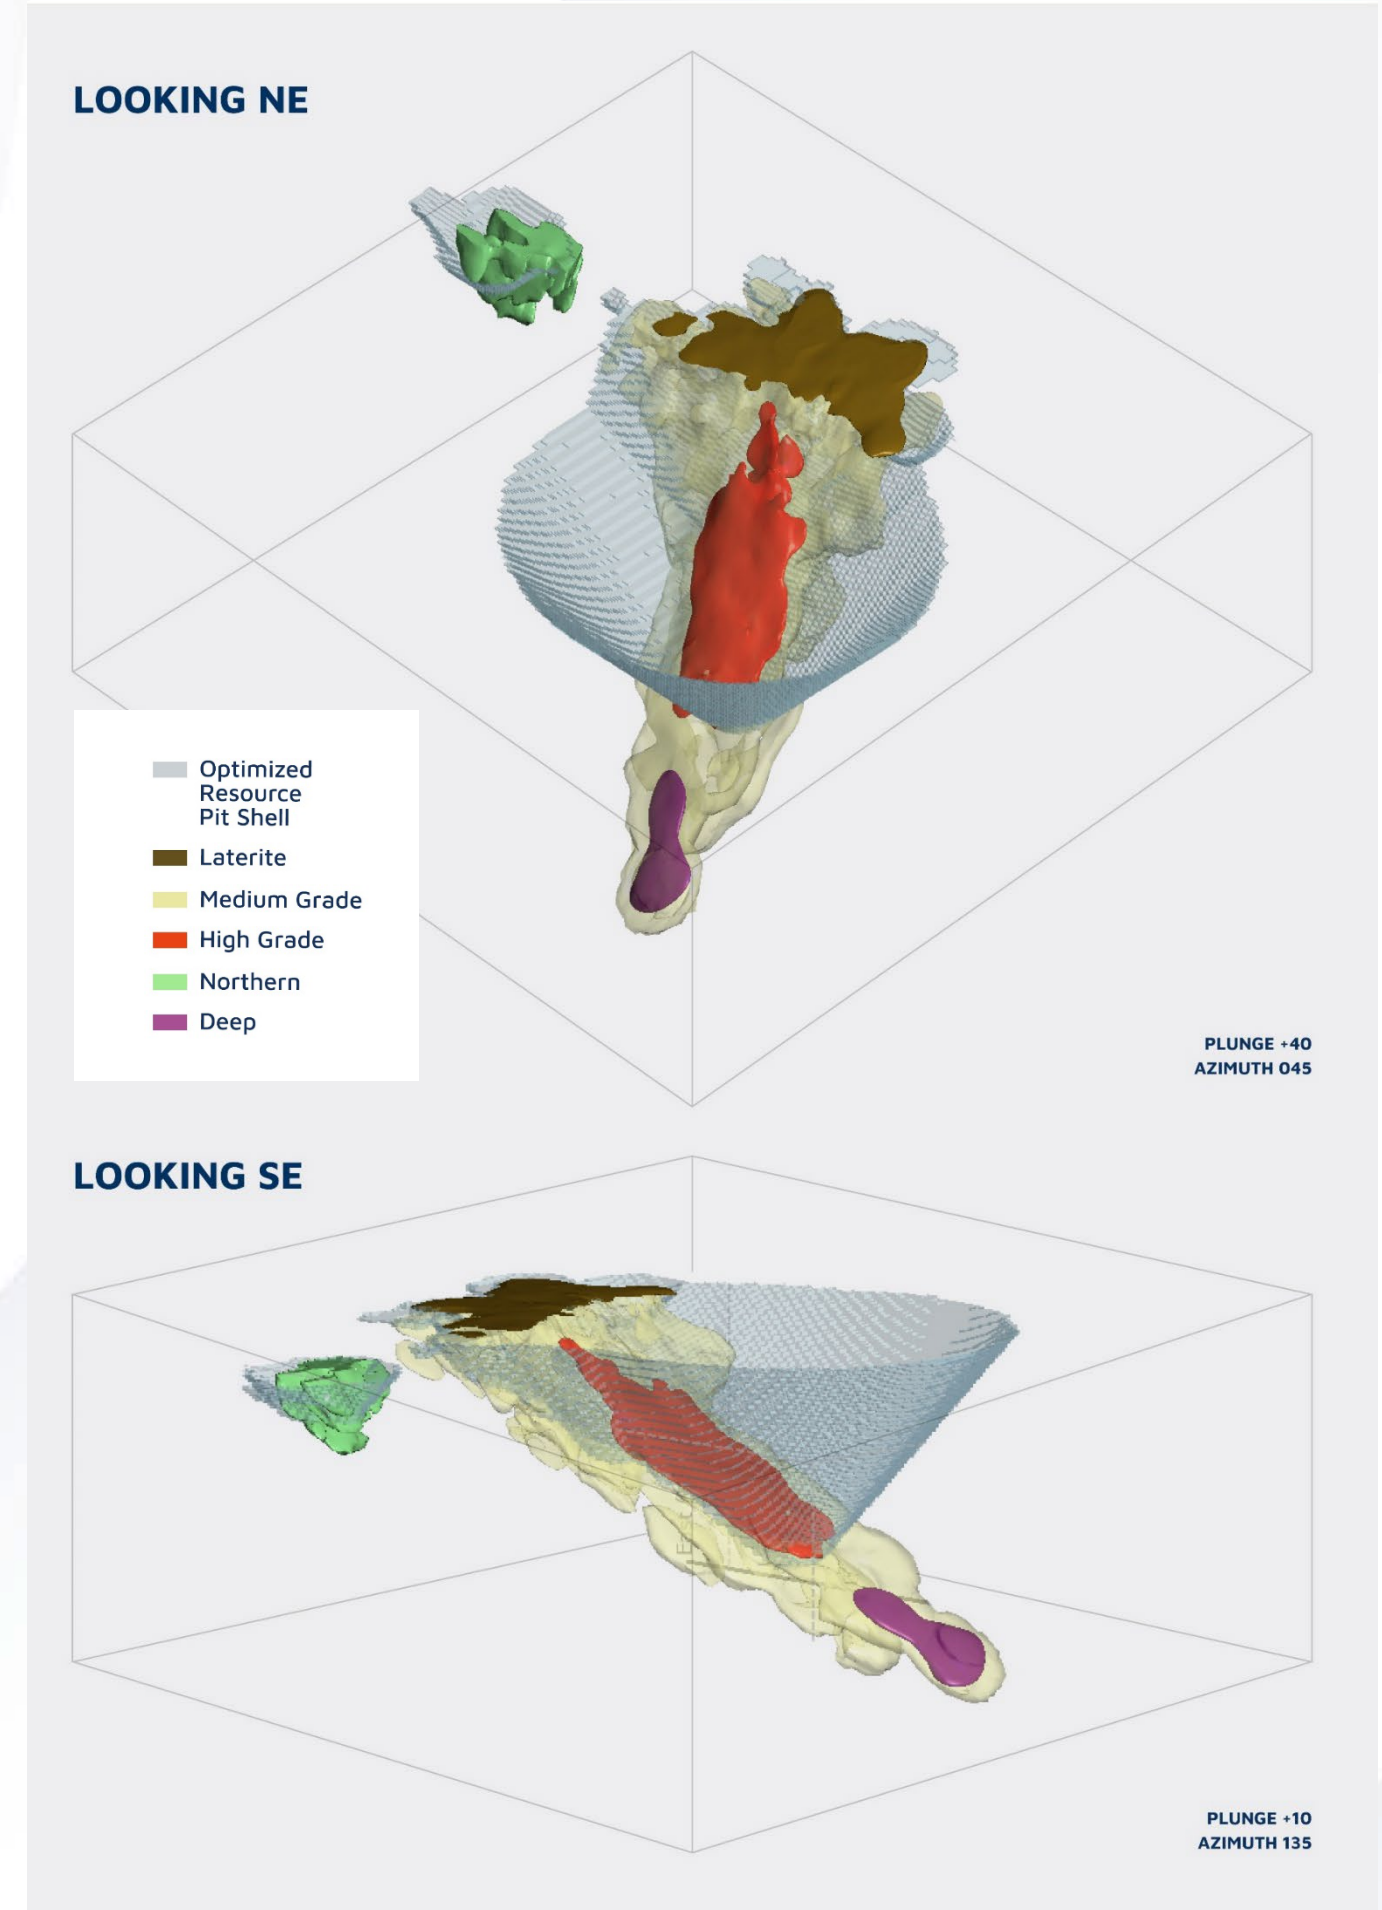 LOOKING NE
Optimized
Resource
Pit Shell
Laterite
Medium Grade
High Grade
Northern
Deep
PLUNGE +40
AZIMUTH 045
LOOKING SE
PLUNGE +10
AZIMUTH 135